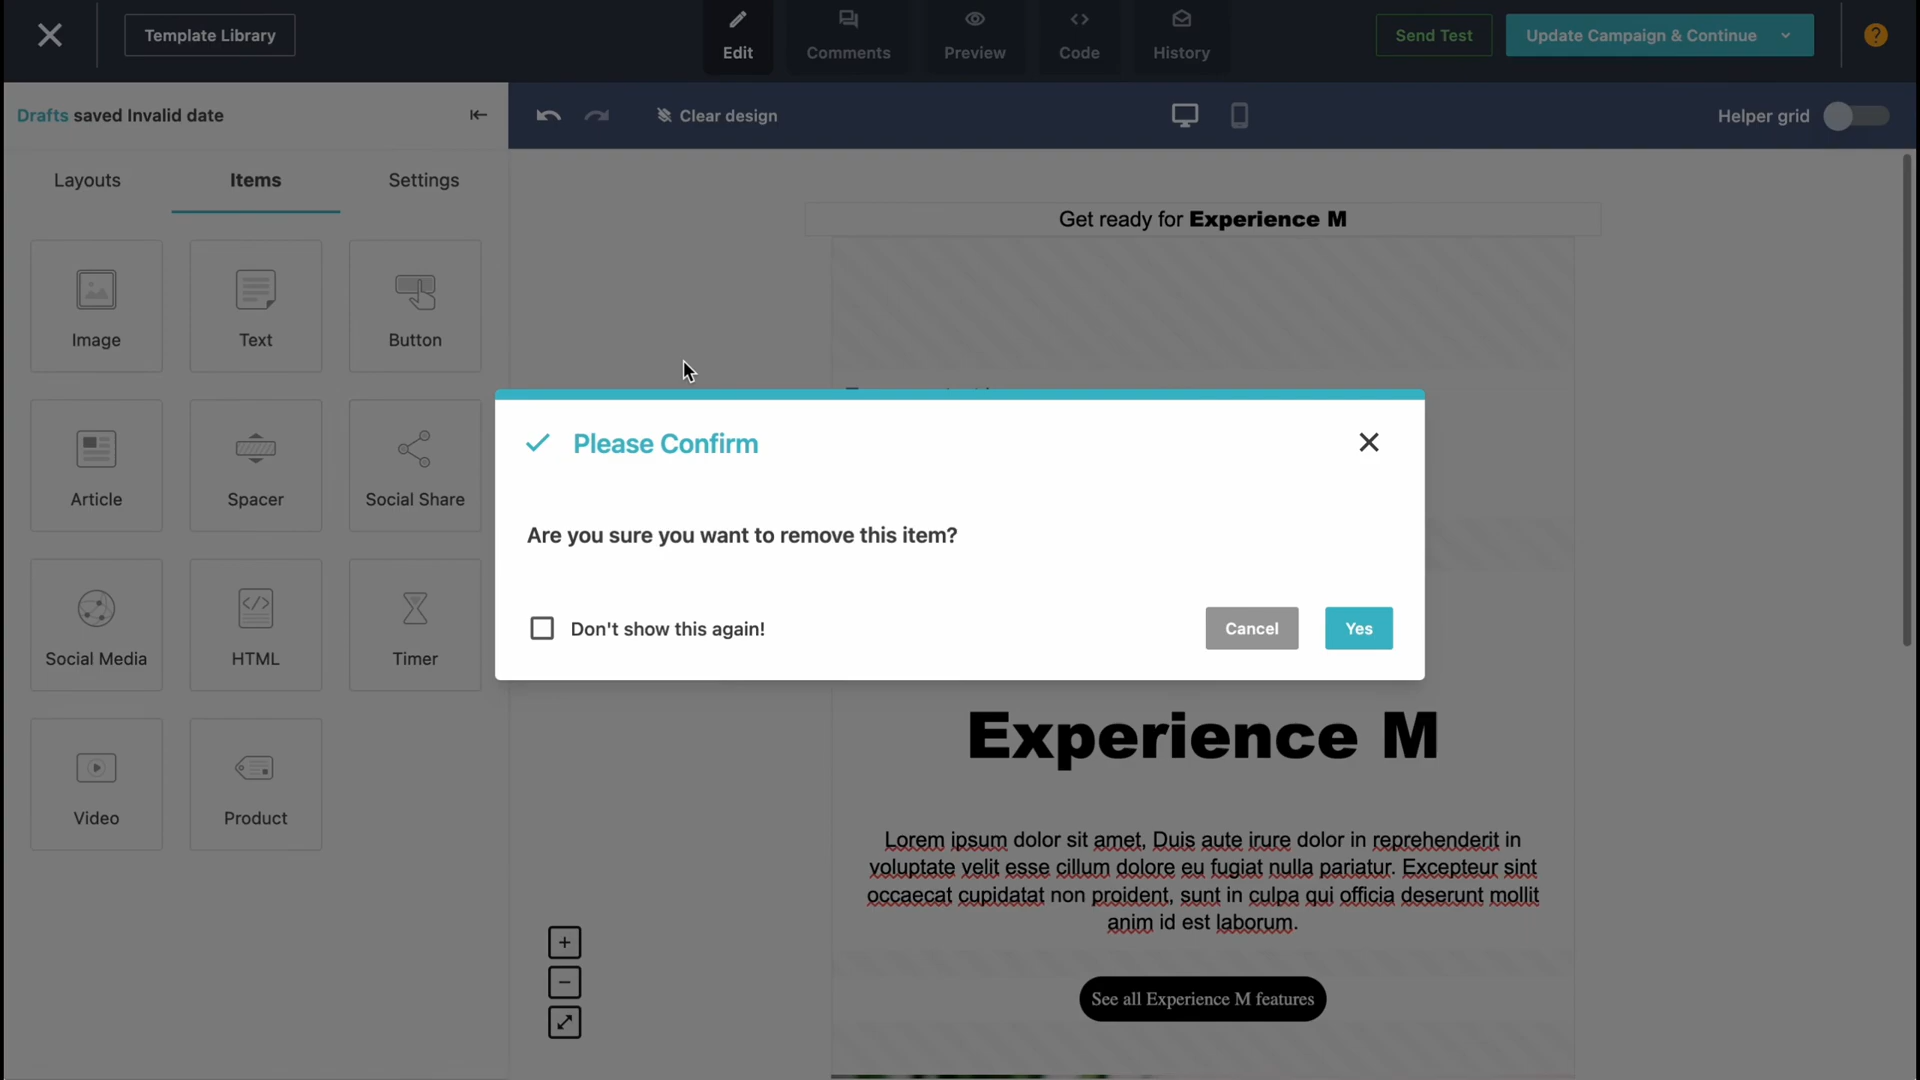 Template Library
Edit
Comments
Preview
Code
History
Send Test
Update Campaign & Continue
?
Drafts saved Invalid date
Clear design
Helper grid
Layouts
Items
Settings
Image
Text
Button
Article
Spacer
Social Share
Social Media
HTML
Timer
Video
Product
Get ready for Experience M
Please Confirm
Are you sure you want to remove this item?
Don't show this again!
Cancel
Yes
Experience M
Lorem ipsum dolor sit amet, Duis aute irure dolor in reprehenderit in
voluptate velit esse cillum dolore eu fugiat nulla pariatur. Excepteur sint
occaecat cupidatat non proident, sunt in culpa qui officia deserunt mollit
anim id est laborum.
See all Experience M features